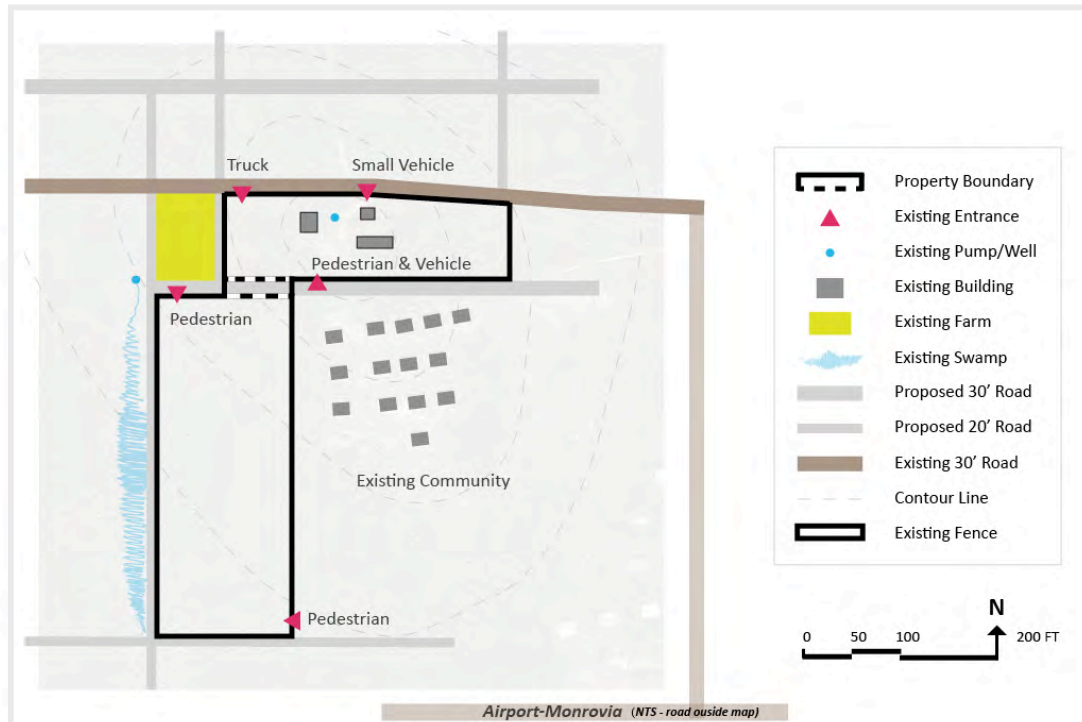 Truck
Small Vehicle
Pedestrian & Vehicle
Pedestrian
Existing Community
Pedestrian
Airport-Monrovia (NTS - road ouside map)
Property Boundary
Existing Entrance
Existing Pump/Well
Existing Building
Existing Farm
Existing Swamp
Proposed 30' Road
Proposed 20' Road
Existing 30' Road
Contour Line
Existing Fence
N
0 50 100 200 FT